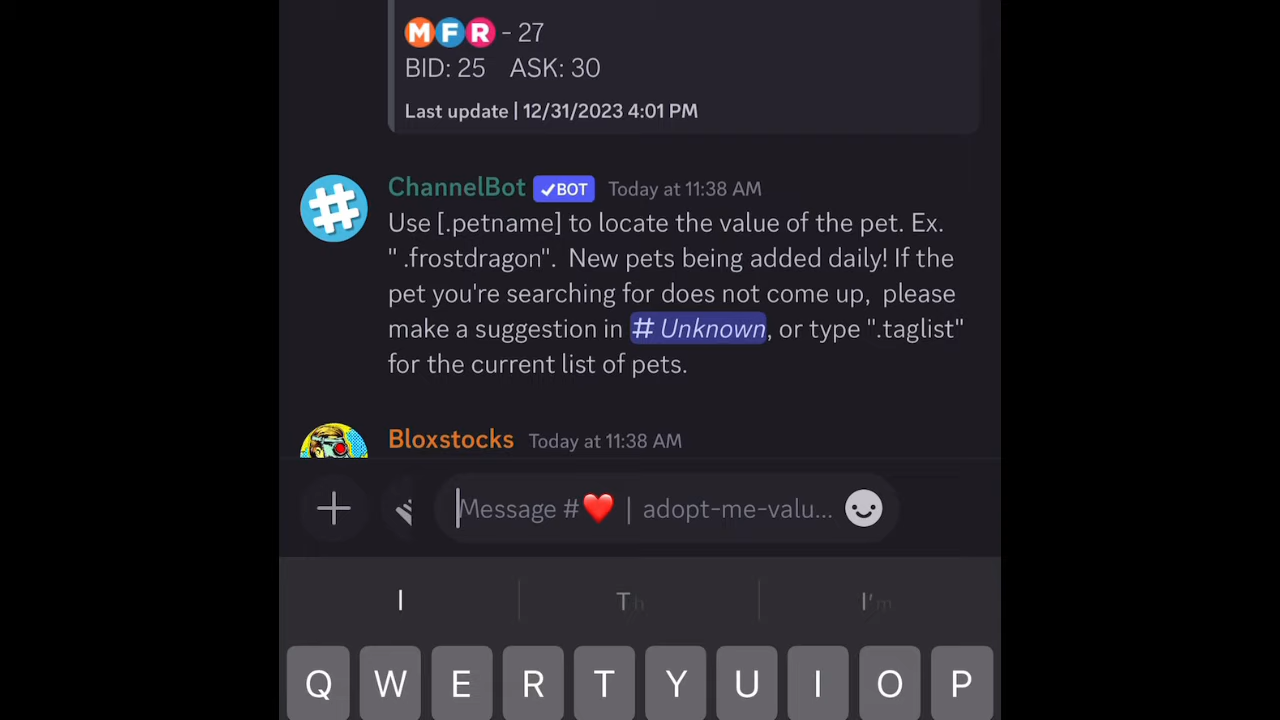 M F R - 27
BID: 25 ASK: 30
Last update | 12/31/2023 4:01 PM
ChannelBot ✓BOT Today at 11:38 AM
Use [.petname] to locate the value of the pet. Ex.
" .frostdragon". New pets being added daily! If the
pet you're searching for does not come up, please
make a suggestion in # Unknown, or type ".taglist"
for the current list of pets.
Bloxstocks Today at 11:38 AM
Message #❤️ | adopt-me-valu...
I Th I'm
Q W E R T Y U I O P